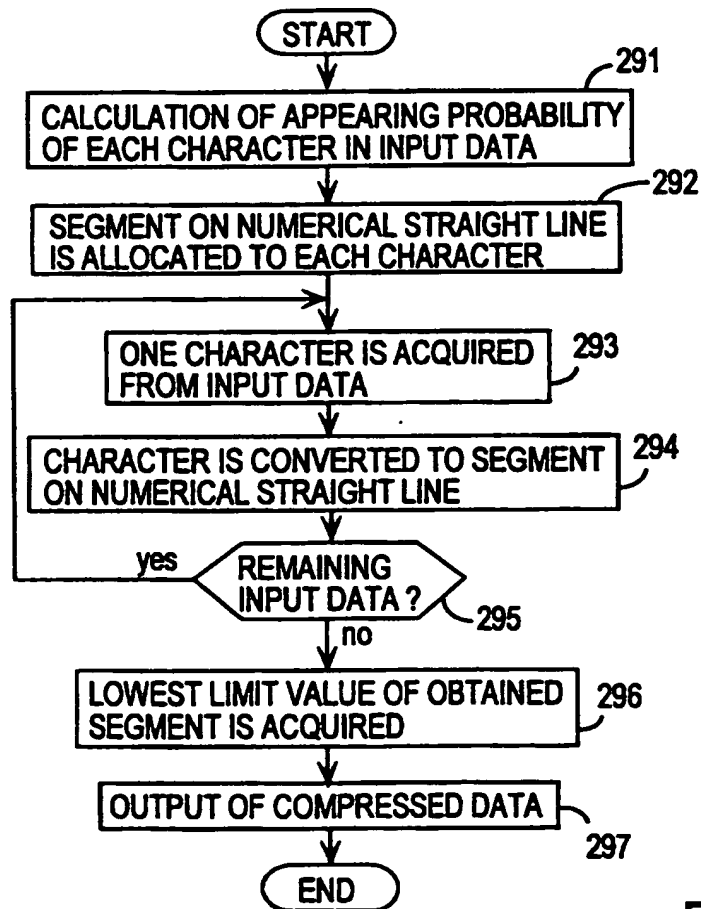 START
291
CALCULATION OF APPEARING PROBABILITY
OF EACH CHARACTER IN INPUT DATA
292
SEGMENT ON NUMERICAL STRAIGHT LINE
IS ALLOCATED TO EACH CHARACTER
293
ONE CHARACTER IS ACQUIRED
FROM INPUT DATA
294
CHARACTER IS CONVERTED TO SEGMENT
ON NUMERICAL STRAIGHT LINE
yes
REMAINING
INPUT DATA ?
295
no
LOWEST LIMIT VALUE OF OBTAINED
SEGMENT IS ACQUIRED
296
OUTPUT OF COMPRESSED DATA
297
END